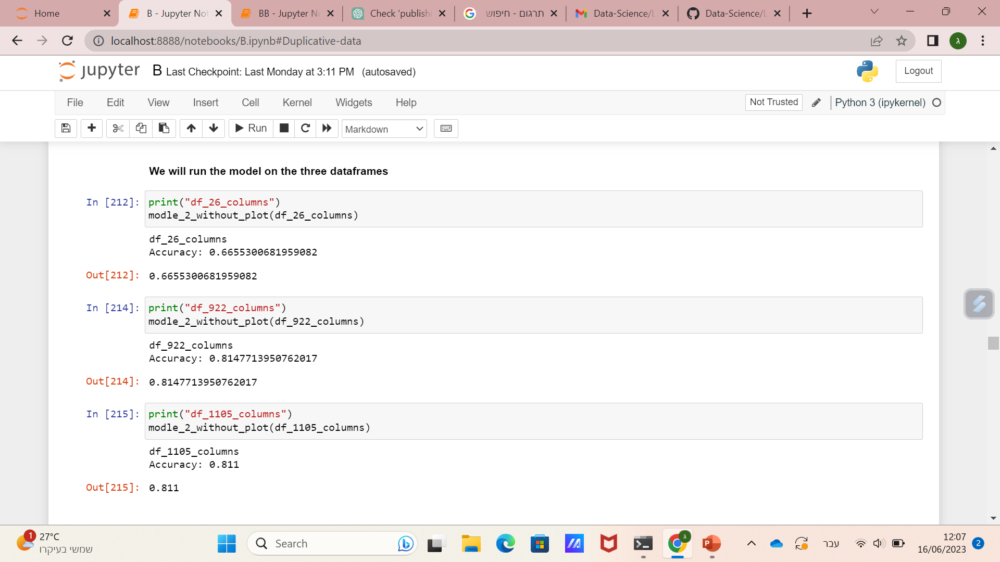 Home
B - Jupyter Not
BB - Jupyter No
Check 'publishi
תרגום - חיפוש
Data-Science/L
Data-Science/L
localhost:8888/notebooks/B.ipynb#Duplicative-data
ג
jupyter B Last Checkpoint: Last Monday at 3:11 PM (autosaved)
Logout
File Edit View Insert Cell Kernel Widgets Help
Not Trusted
Python 3 (ipykernel)
Run
Markdown
We will run the model on the three dataframes
In [212]: print("df_26_columns")
modle_2_without_plot(df_26_columns)
df_26_columns
Accuracy: 0.6655300681959082
Out[212]: 0.6655300681959082
In [214]: print("df_922_columns")
modle_2_without_plot(df_922_columns)
df_922_columns
Accuracy: 0.8147713950762017
Out[214]: 0.8147713950762017
In [215]: print("df_1105_columns")
modle_2_without_plot(df_1105_columns)
df_1105_columns
Accuracy: 0.811
Out[215]: 0.811
1
27°C
שמשי בעיקרו
Search
ג
P
עבר
12:07
16/06/2023
2